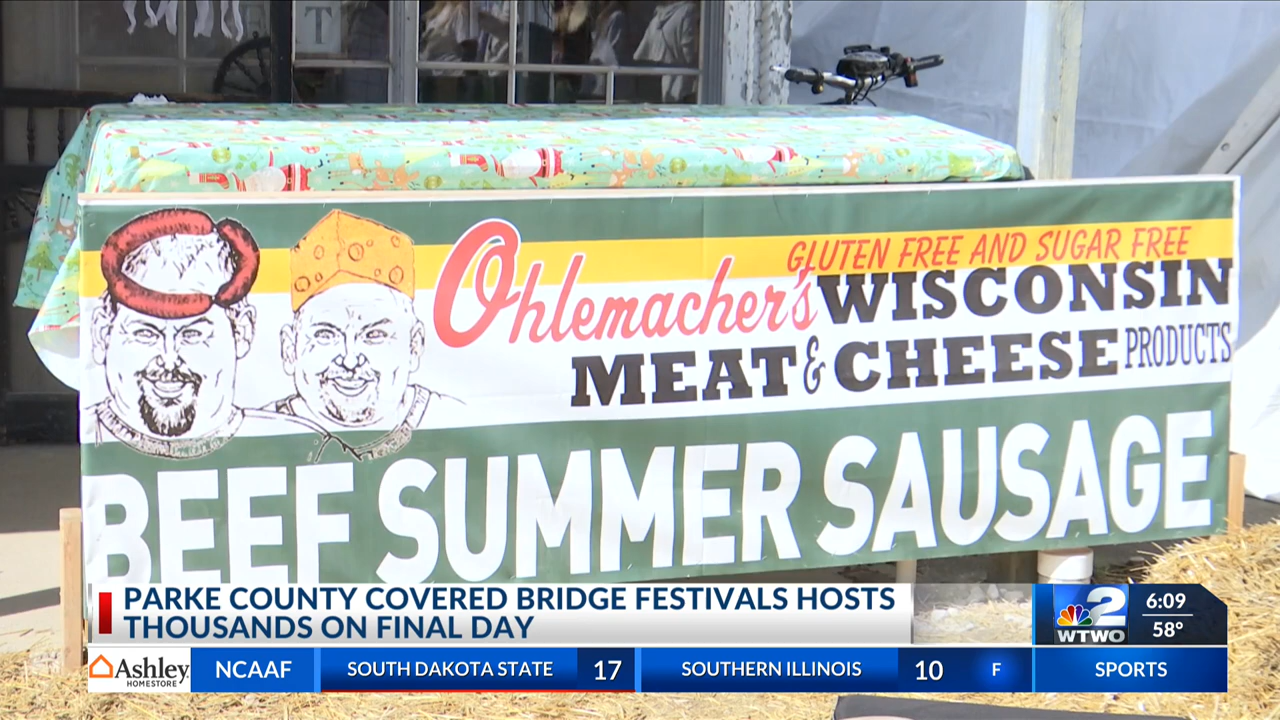 ET
GLUTEN FREE AND SUGAR FREE
Ohlemacher's WISCONSIN
MEAT & CHEESE PRODUCTS
BEEF SUMMER SAUSAGE
PARKE COUNTY COVERED BRIDGE FESTIVALS HOSTS
THOUSANDS ON FINAL DAY
2
WTWO
6:09
58°
Ashley
HOMESTORE
NCAAF
SOUTH DAKOTA STATE 17
SOUTHERN ILLINOIS 10 F
SPORTS